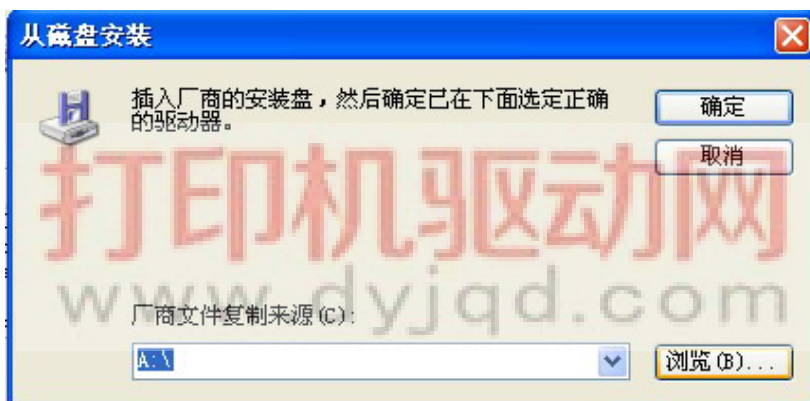 从磁盘安装
插入厂商的安装盘，然后确定已在下面选定正确
的驱动器。
确定
取消
打印机驱动网
www.dyjqd.com
厂商文件复制来源(C):
A:\
浏览(B)...